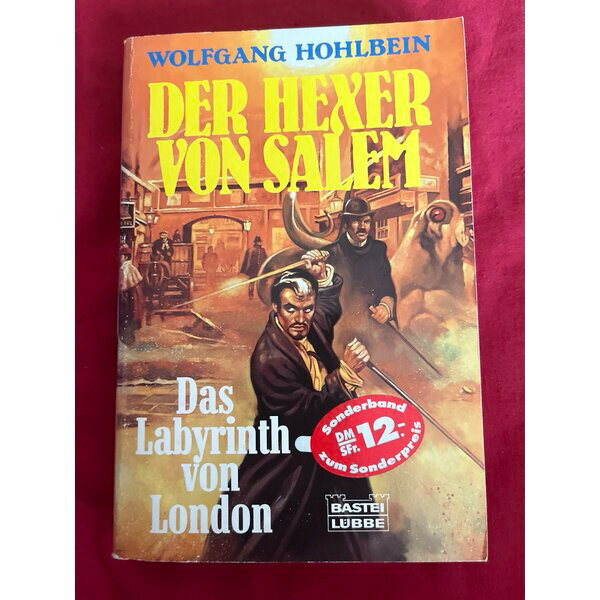 WOLFGANG HOHLBEIN
DER HEXER
VON SALEM
Das
Labyrinth
von
London
Sonderband
DM
SFr. 12.-
zum Sonderpreis
BASTEI
LÜBBE